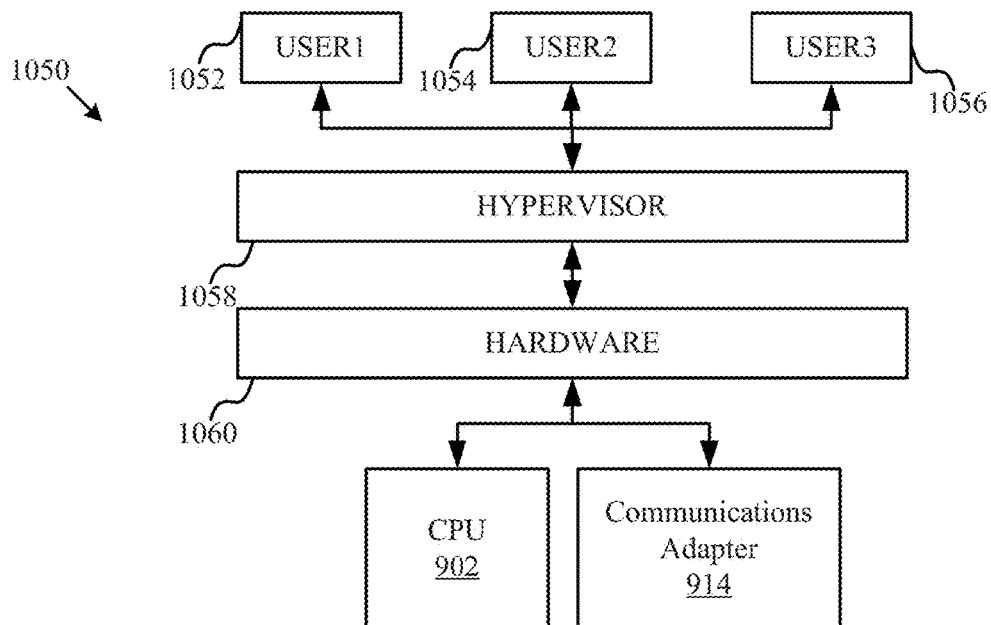 USER1
USER2
USER3
1050
1052
1054
1056
HYPERVISOR
1058
HARDWARE
1060
CPU
902
Communications
Adapter
914